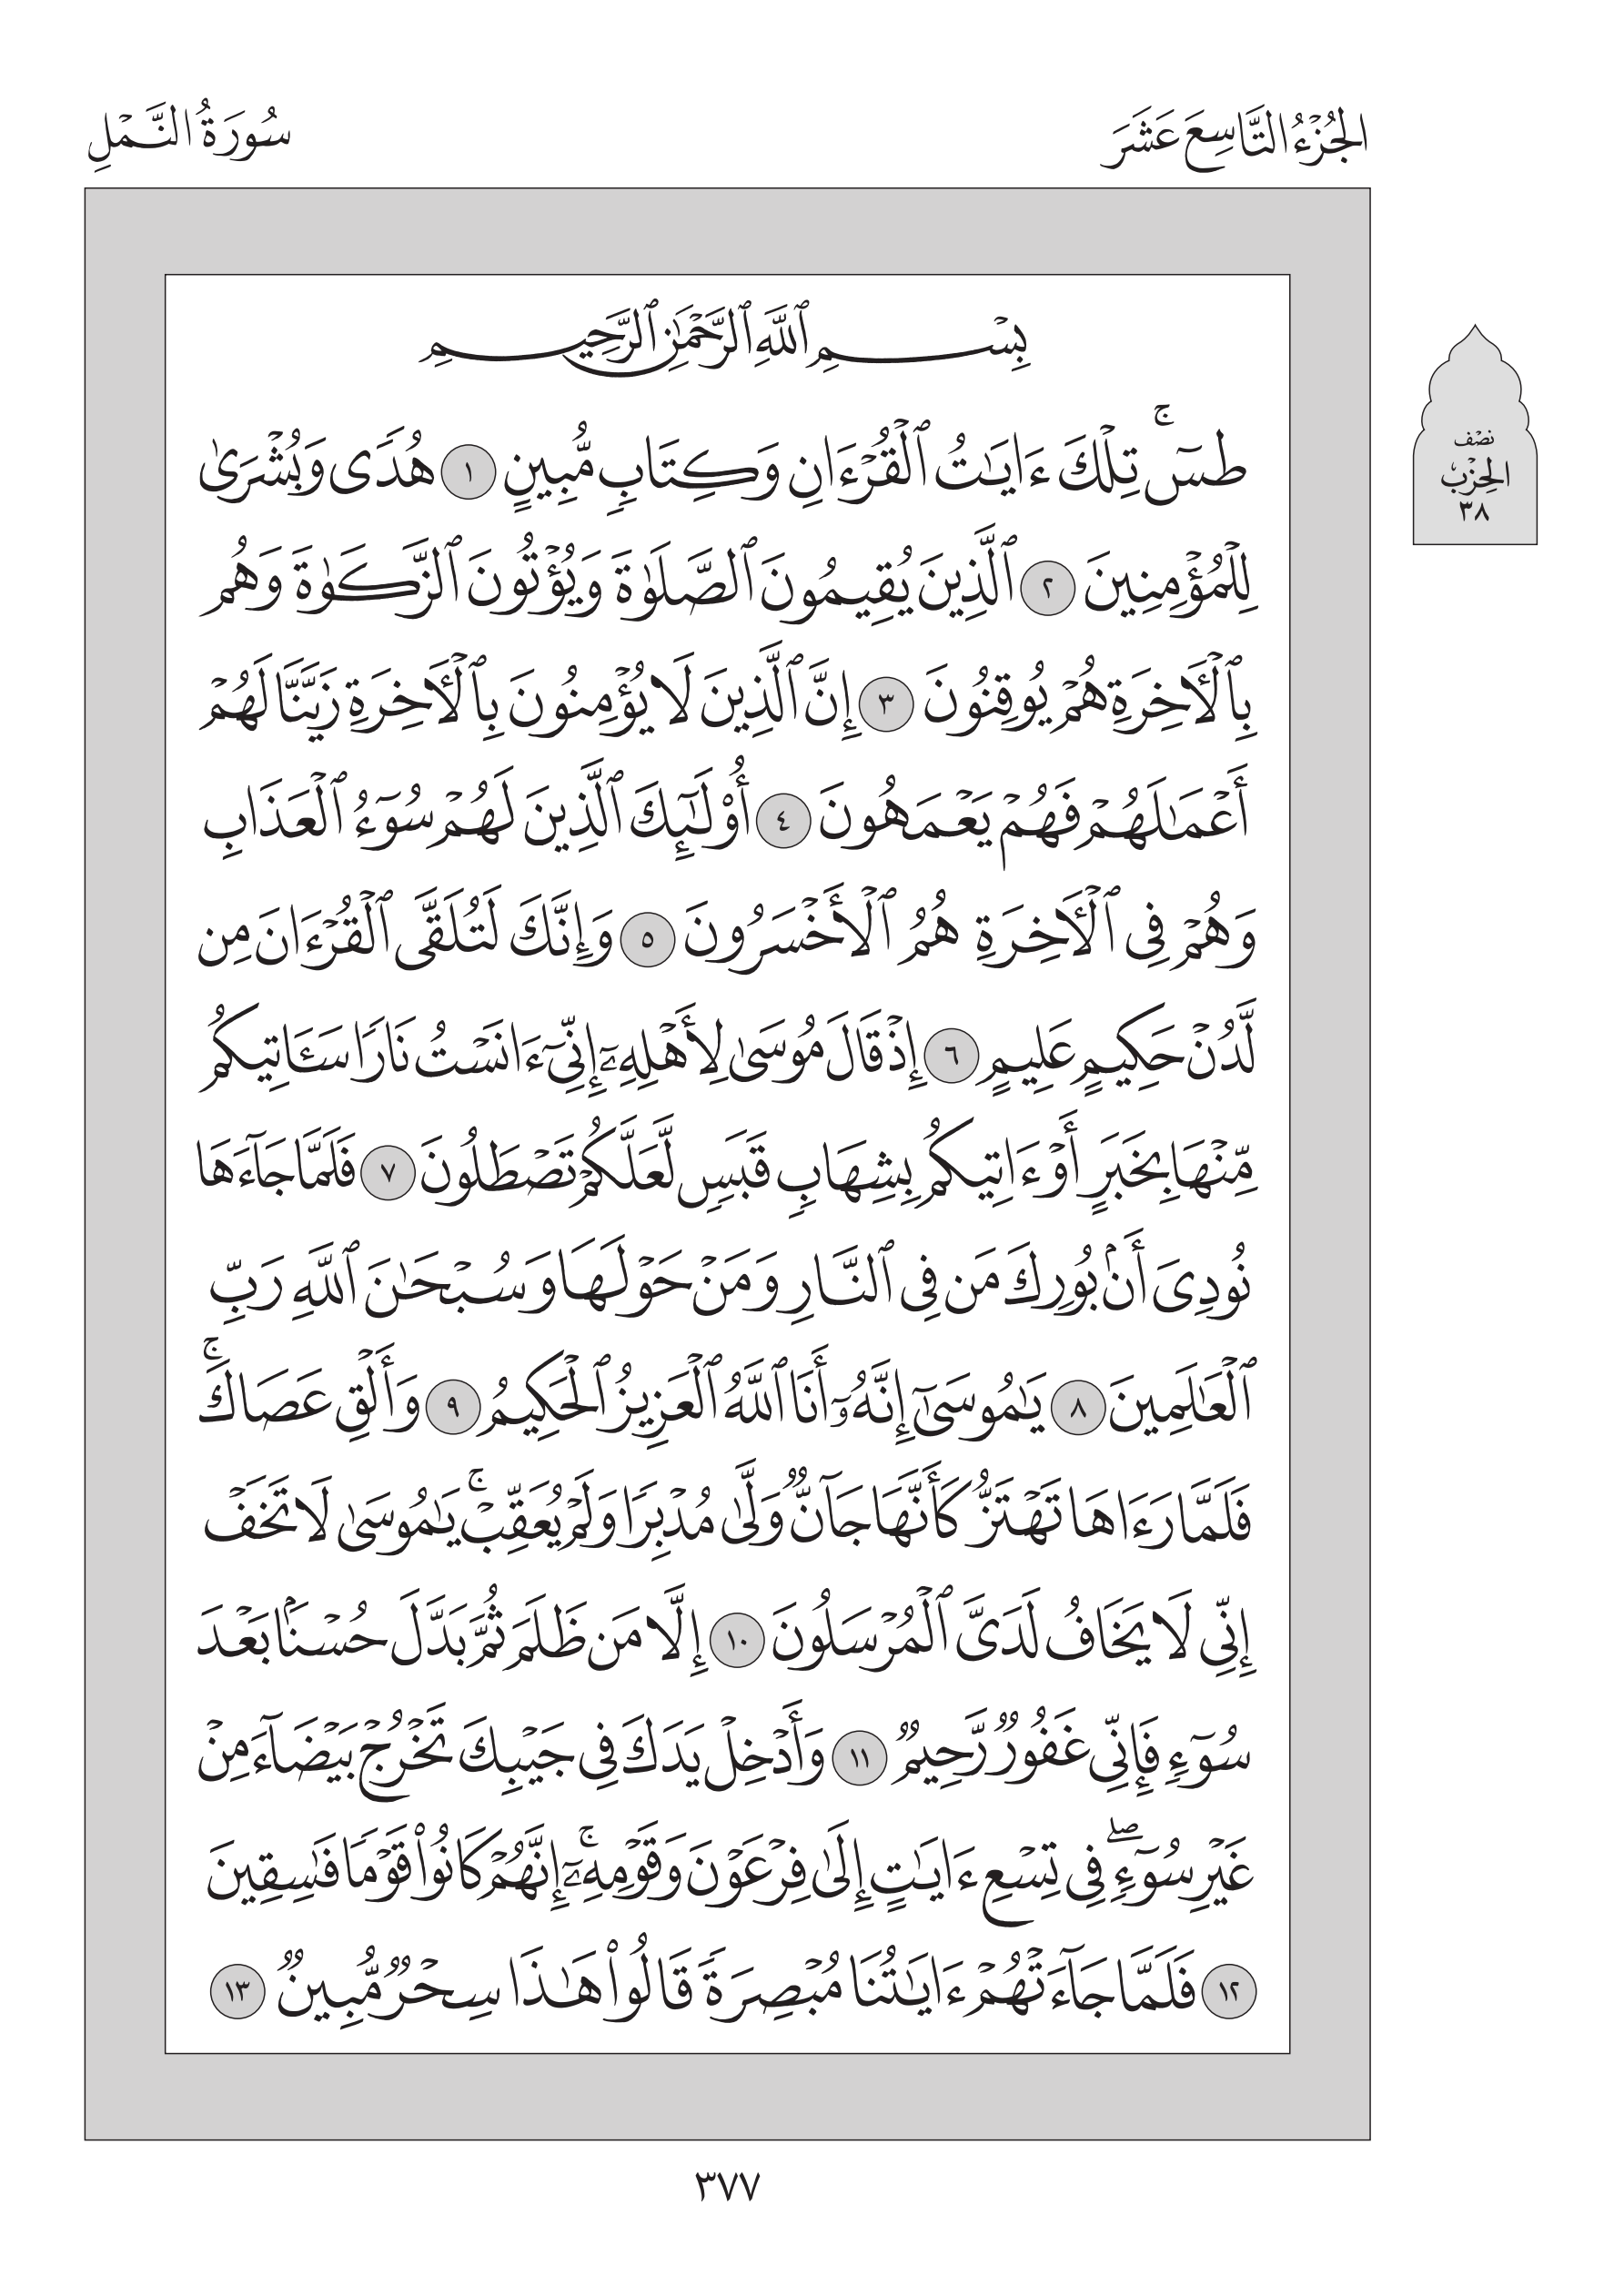 الجُزْءُ التَّاسِعَ عَشَرَ
سُورَةُ النَّمْلِ
بِسْمِ ٱللَّهِ ٱلرَّحْمَٰنِ ٱلرَّحِيمِ
طسٓۚ تِلْكَ ءَايَٰتُ ٱلْقُرْءَانِ وَكِتَابٍ مُّبِينٍ ١ هُدًى وَبُشْرَىٰ
لِلْمُؤْمِنِينَ ٢ ٱلَّذِينَ يُقِيمُونَ ٱلصَّلَوٰةَ وَيُؤْتُونَ ٱلزَّكَوٰةَ وَهُم
بِٱلْءَاخِرَةِ هُمْ يُوقِنُونَ ٣ إِنَّ ٱلَّذِينَ لَا يُؤْمِنُونَ بِٱلْءَاخِرَةِ زَيَّنَّا لَهُمْ
أَعْمَٰلَهُمْ فَهُمْ يَعْمَهُونَ ٤ أُو۟لَٰٓئِكَ ٱلَّذِينَ لَهُمْ سُوٓءُ ٱلْعَذَابِ
وَهُمْ فِى ٱلْءَاخِرَةِ هُمُ ٱلْأَخْسَرُونَ ٥ وَإِنَّكَ لَتُلَقَّى ٱلْقُرْءَانَ مِن
لَّدُنْ حَكِيمٍ عَلِيمٍ ٦ إِذْ قَالَ مُوسَىٰ لِأَهْلِهِۦٓ إِنِّىٓ ءَانَسْتُ نَارًا سَـَٔاتِيكُم
مِّنْهَا بِخَبَرٍ أَوْ ءَاتِيكُم بِشِهَابٍ قَبَسٍ لَّعَلَّكُمْ تَصْطَلُونَ ٧ فَلَمَّا جَآءَهَا
نُودِىَ أَنۢ بُورِكَ مَن فِى ٱلنَّارِ وَمَنْ حَوْلَهَا وَسُبْحَٰنَ ٱللَّهِ رَبِّ
ٱلْعَٰلَمِينَ ٨ يَٰمُوسَىٰٓ إِنَّهُۥٓ أَنَا ٱللَّهُ ٱلْعَزِيزُ ٱلْحَكِيمُ ٩ وَأَلْقِ عَصَاكَۚ
فَلَمَّا رَءَاهَا تَهْتَزُّ كَأَنَّهَا جَآنٌّ وَلَّىٰ مُدْبِرًا وَلَمْ يُعَقِّبْۚ يَٰمُوسَىٰ لَا تَخَفْ
إِنِّى لَا يَخَافُ لَدَىَّ ٱلْمُرْسَلُونَ ١٠ إِلَّا مَن ظَلَمَ ثُمَّ بَدَّلَ حُسْنًۢا بَعْدَ
سُوٓءٍ فَإِنِّى غَفُورٌ رَّحِيمٌ ١١ وَأَدْخِلْ يَدَكَ فِى جَيْبِكَ تَخْرُجْ بَيْضَآءَ مِنْ
غَيْرِ سُوٓءٍۖ فِى تِسْعِ ءَايَٰتٍ إِلَىٰ فِرْعَوْنَ وَقَوْمِهِۦٓۚ إِنَّهُمْ كَانُوا۟ قَوْمًا فَٰسِقِينَ
١٢ فَلَمَّا جَآءَتْهُمْ ءَايَٰتُنَا مُبْصِرَةً قَالُوا۟ هَٰذَا سِحْرٌ مُّبِينٌ ١٣
نصْف
الحِزْبْ
٣٨
٣٧٧